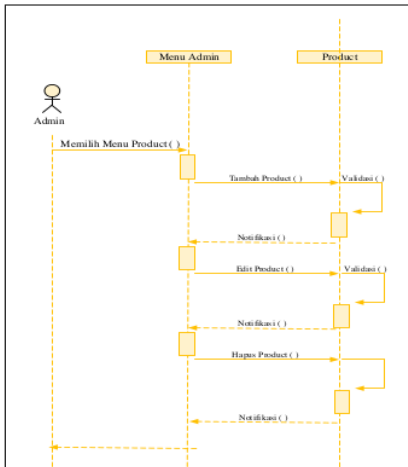 Menu Admin
Product
Admin
Memilih Menu Product ( )
Tambah Product ( )
Validasi ( )
Notifikasi ( )
Edit Product ( )
Validasi ( )
Notifikasi ( )
Hapus Product ( )
Notifikasi ( )